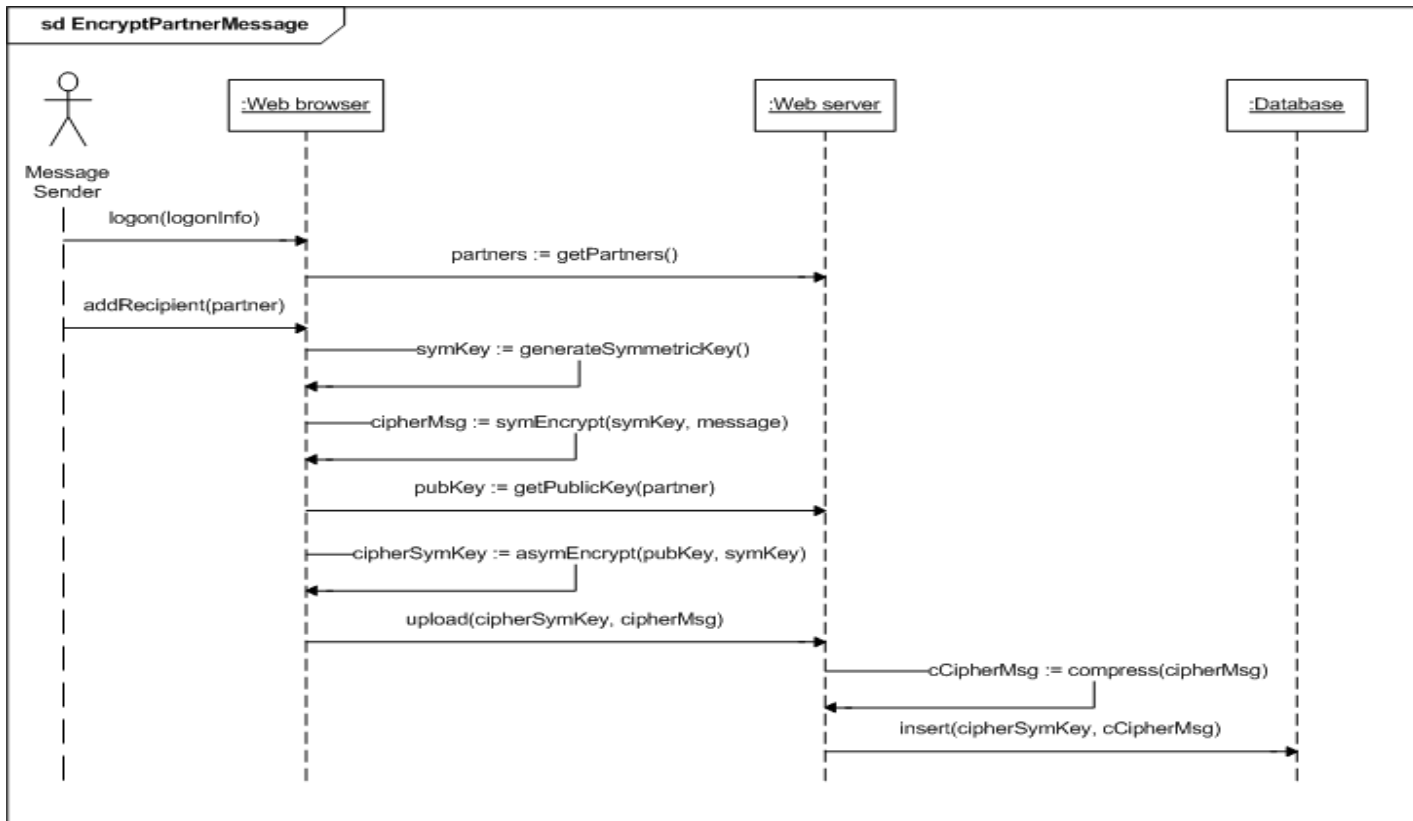 sd EncryptPartnerMessage
:Web browser
:Web server
:Database
Message
Sender
logon(logonInfo)
partners := getPartners()
addRecipient(partner)
symKey := generateSymmetricKey()
cipherMsg := symEncrypt(symKey, message)
pubKey := getPublicKey(partner)
cipherSymKey := asymEncrypt(pubKey, symKey)
upload(cipherSymKey, cipherMsg)
cCipherMsg := compress(cipherMsg)
insert(cipherSymKey, cCipherMsg)